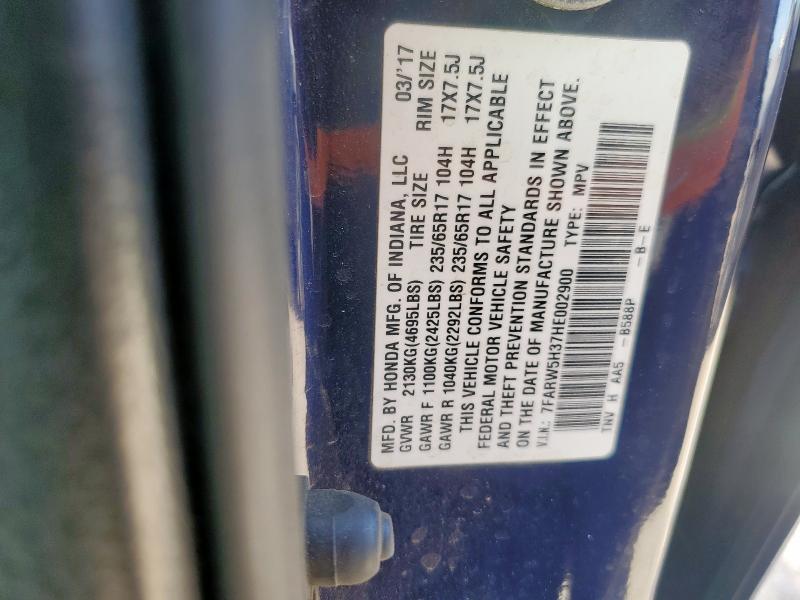 MFD. BY HONDA MFG. OF INDIANA, LLC 03/'17
GVWR 2130KG(4695LBS) TIRE SIZE RIM SIZE
GAWR F 1100KG(2425LBS) 235/65R17 104H 17X7.5J
GAWR R 1040KG(2292LBS) 235/65R17 104H 17X7.5J
THIS VEHICLE CONFORMS TO ALL APPLICABLE
FEDERAL MOTOR VEHICLE SAFETY
AND THEFT PREVENTION STANDARDS IN EFFECT
ON THE DATE OF MANUFACTURE SHOWN ABOVE.
V.I.N.: 7FARW5H37HE002900 TYPE: MPV
TNV H AA5 -B588P -B-E